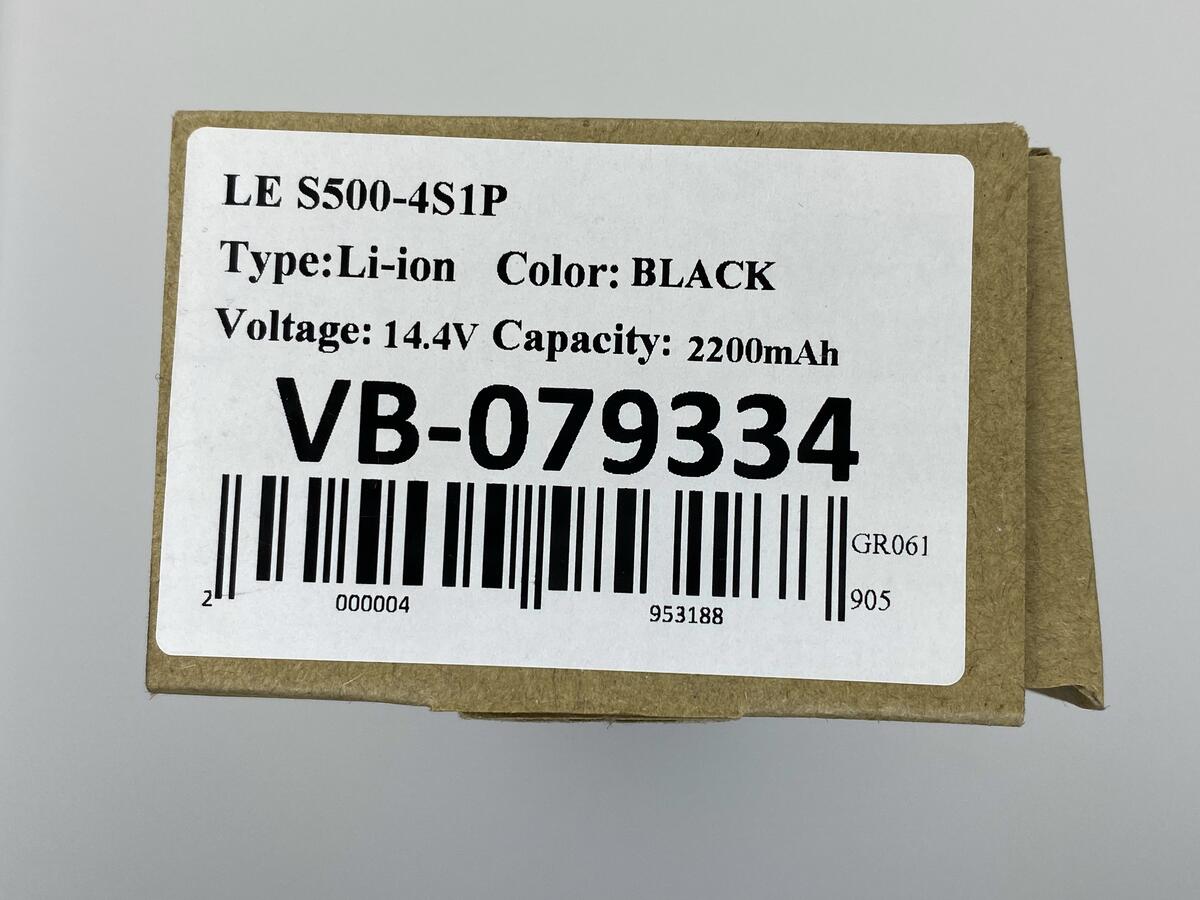 LE S500-4S1P
Type:Li-ion Color: BLACK
Voltage: 14.4V Capacity: 2200mAh
VB-079334
GR061
905
2 000004 953188